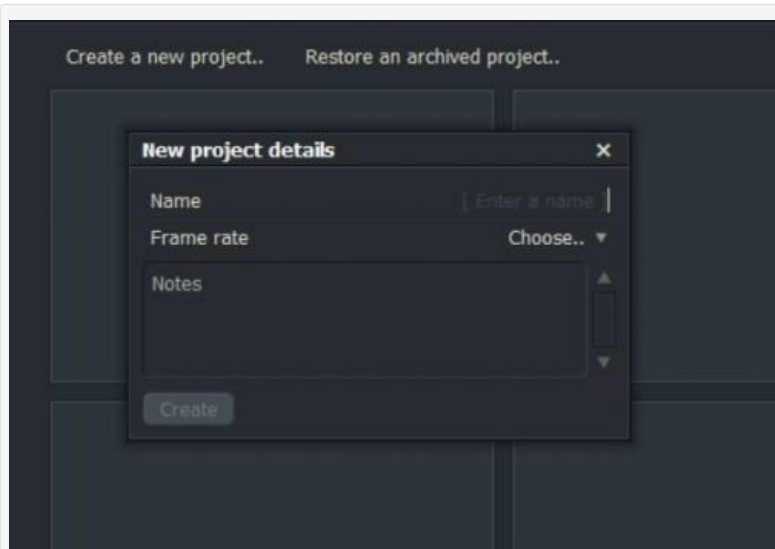 Create a new project.. Restore an archived project..
New project details ×
Name [ Enter a name ]
Frame rate Choose.. ▼
Notes
Create